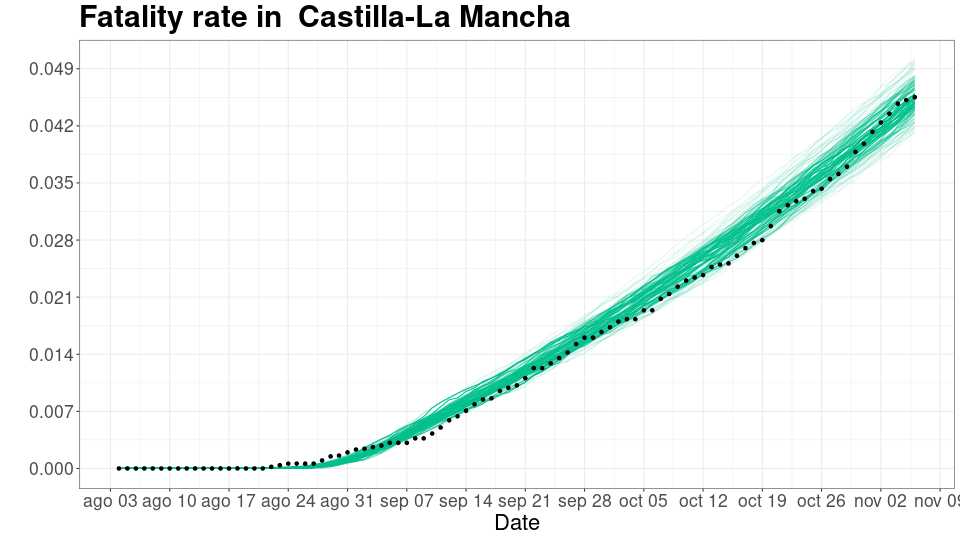 Fatality rate in  Castilla-La Mancha
0.049
0.042
0.035
0.028
0.021
0.014
0.007
0.000
ago 03 ago 10 ago 17 ago 24 ago 31 sep 07 sep 14 sep 21 sep 28 oct 05 oct 12 oct 19 oct 26 nov 02 nov 09
Date